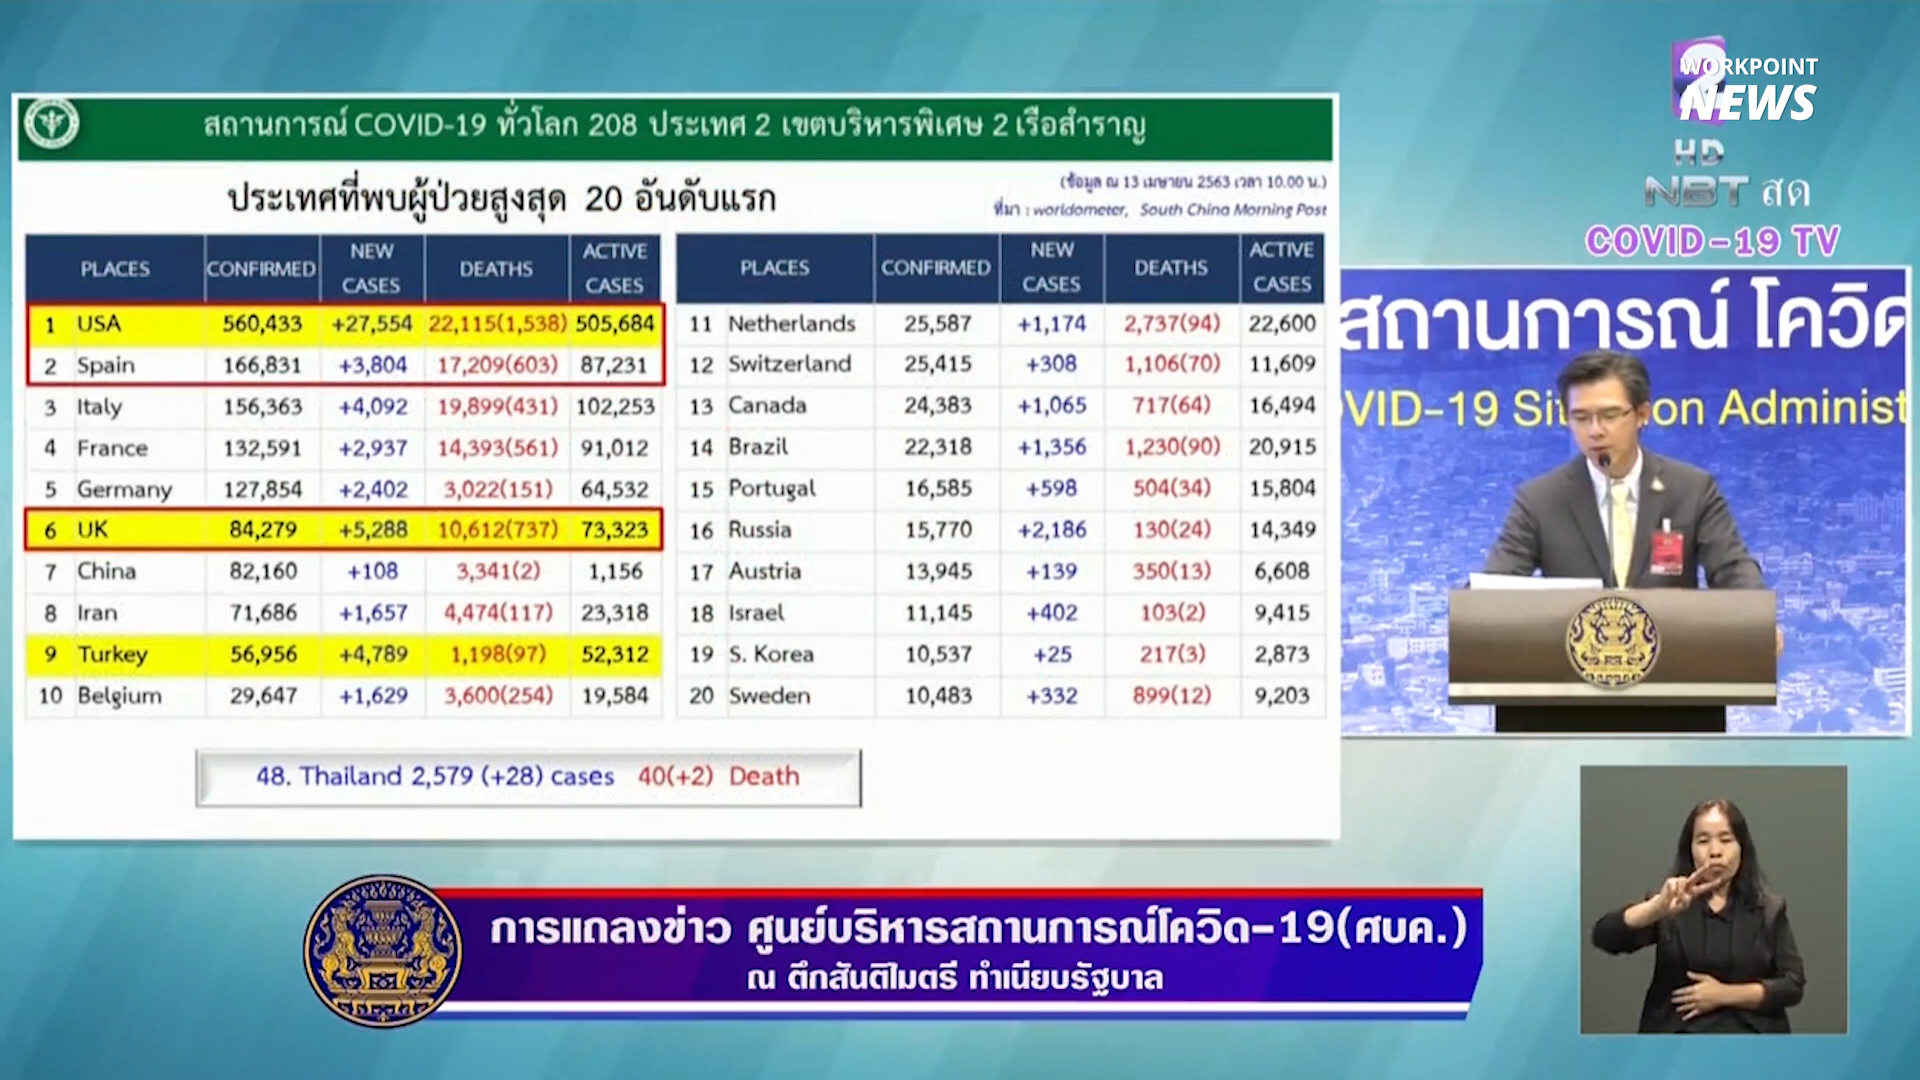 WORKPOINT
NEWS
2
HD
NBT สด
COVID-19 TV
สถานการณ์ COVID-19 ทั่วโลก 208 ประเทศ 2 เขตบริหารพิเศษ 2 เรือสำราญ
ประเทศที่พบผู้ป่วยสูงสุด 20 อันดับแรก
(ข้อมูล ณ 13 เมษายน 2563 เวลา 10.00 น.)
ที่มา : worldometer, South China Morning Post
PLACES CONFIRMED NEW CASES DEATHS ACTIVE CASES
1 USA 560,433 +27,554 22,115(1,538) 505,684
2 Spain 166,831 +3,804 17,209(603) 87,231
3 Italy 156,363 +4,092 19,899(431) 102,253
4 France 132,591 +2,937 14,393(561) 91,012
5 Germany 127,854 +2,402 3,022(151) 64,532
6 UK 84,279 +5,288 10,612(737) 73,323
7 China 82,160 +108 3,341(2) 1,156
8 Iran 71,686 +1,657 4,474(117) 23,318
9 Turkey 56,956 +4,789 1,198(97) 52,312
10 Belgium 29,647 +1,629 3,600(254) 19,584
PLACES CONFIRMED NEW CASES DEATHS ACTIVE CASES
11 Netherlands 25,587 +1,174 2,737(94) 22,600
12 Switzerland 25,415 +308 1,106(70) 11,609
13 Canada 24,383 +1,065 717(64) 16,494
14 Brazil 22,318 +1,356 1,230(90) 20,915
15 Portugal 16,585 +598 504(34) 15,804
16 Russia 15,770 +2,186 130(24) 14,349
17 Austria 13,945 +139 350(13) 6,608
18 Israel 11,145 +402 103(2) 9,415
19 S. Korea 10,537 +25 217(3) 2,873
20 Sweden 10,483 +332 899(12) 9,203
48. Thailand 2,579 (+28) cases 40(+2) Death
สถานการณ์ โควิด
VID-19 Sit on Administ
การแถลงข่าว ศูนย์บริหารสถานการณ์โควิด-19(ศบค.)
ณ ตึกสันติไมตรี ทำเนียบรัฐบาล